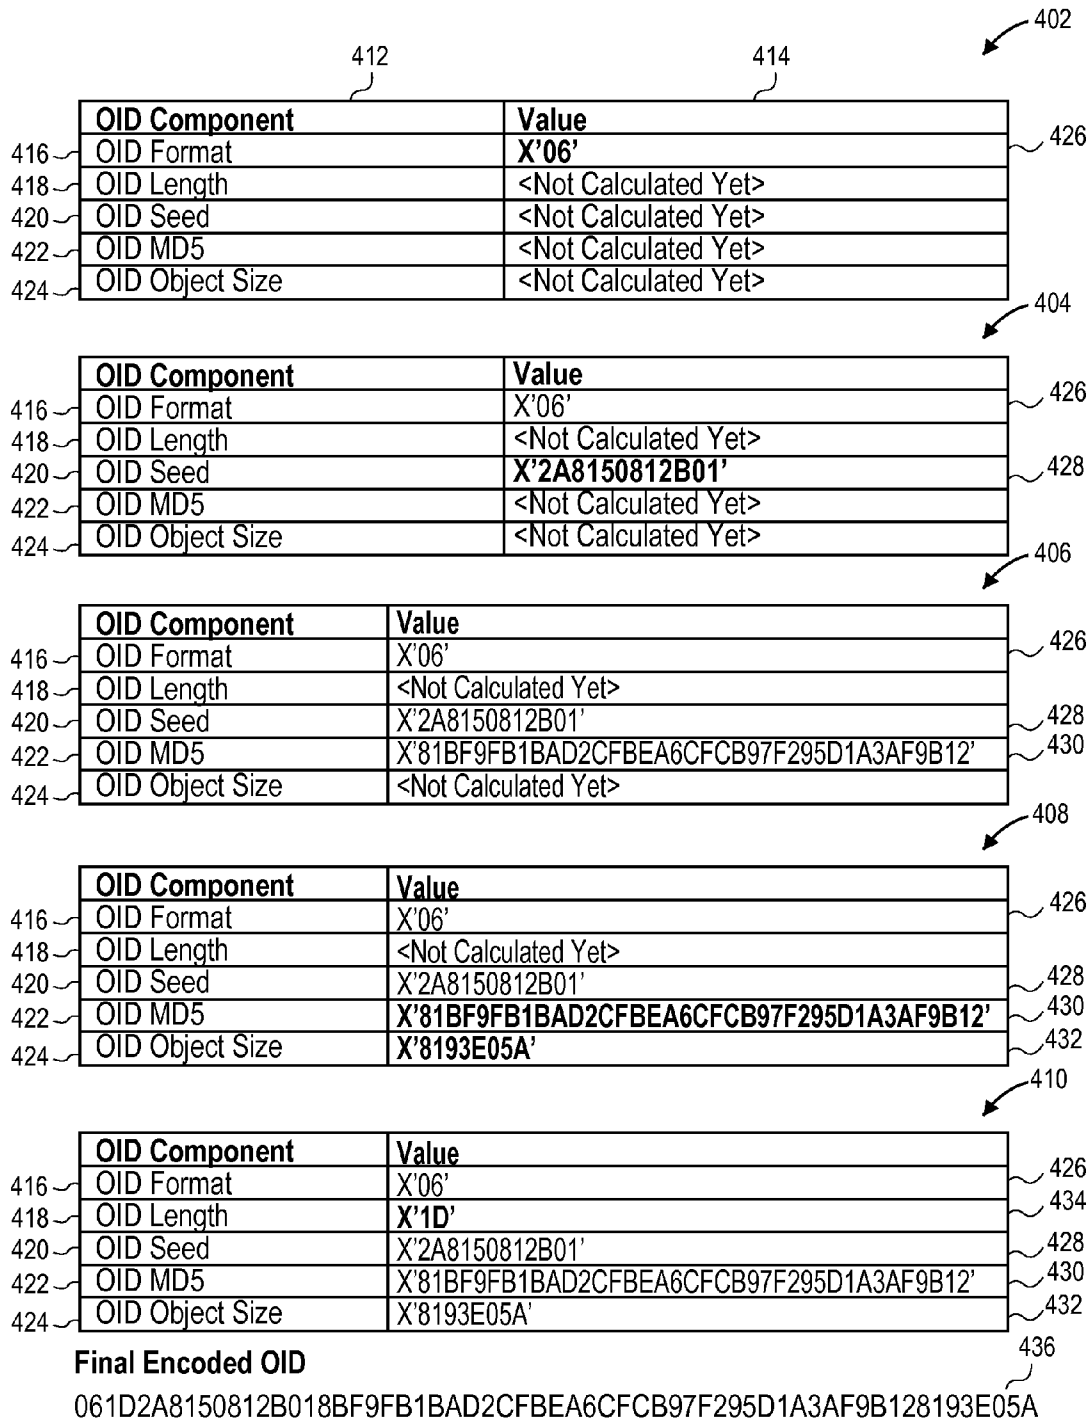 402
412 414
OID Component Value
416 OID Format X'06' 426
418 OID Length <Not Calculated Yet>
420 OID Seed <Not Calculated Yet>
422 OID MD5 <Not Calculated Yet>
424 OID Object Size <Not Calculated Yet>
404
OID Component Value
416 OID Format X'06' 426
418 OID Length <Not Calculated Yet>
420 OID Seed X'2A8150812B01' 428
422 OID MD5 <Not Calculated Yet>
424 OID Object Size <Not Calculated Yet>
406
OID Component Value
416 OID Format X'06' 426
418 OID Length <Not Calculated Yet>
420 OID Seed X'2A8150812B01' 428
422 OID MD5 X'81BF9FB1BAD2CFBEA6CFCB97F295D1A3AF9B12' 430
424 OID Object Size <Not Calculated Yet>
408
OID Component Value
416 OID Format X'06' 426
418 OID Length <Not Calculated Yet>
420 OID Seed X'2A8150812B01' 428
422 OID MD5 X'81BF9FB1BAD2CFBEA6CFCB97F295D1A3AF9B12' 430
424 OID Object Size X'8193E05A' 432
410
OID Component Value
416 OID Format X'06' 426
418 OID Length X'1D' 434
420 OID Seed X'2A8150812B01' 428
422 OID MD5 X'81BF9FB1BAD2CFBEA6CFCB97F295D1A3AF9B12' 430
424 OID Object Size X'8193E05A' 432
Final Encoded OID 436
061D2A8150812B018BF9FB1BAD2CFBEA6CFCB97F295D1A3AF9B128193E05A